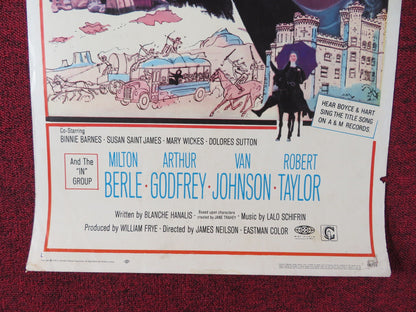 HEAR BOYCE & HART
SING THE TITLE SONG
ON A & M RECORDS.
Co-Starring
BINNIE BARNES · SUSAN SAINT JAMES · MARY WICKES · DOLORES SUTTON
And The
"IN"
GROUP
MILTON ARTHUR VAN ROBERT
BERLE · GODFREY · JOHNSON · TAYLOR
Written by BLANCHE HANALIS · Based upon characters created by JANE TRAHEY · Music by LALO SCHIFRIN
Produced by WILLIAM FRYE · Directed by JAMES NEILSON · EASTMAN COLOR